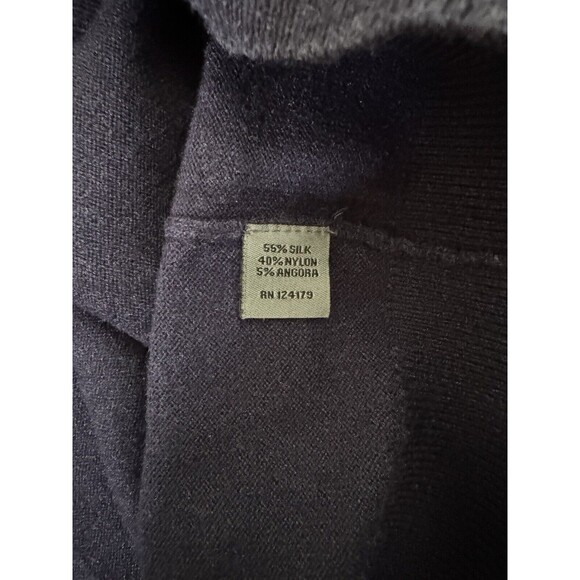 55% SILK
40% NYLON
5% ANGORA
RN 124179